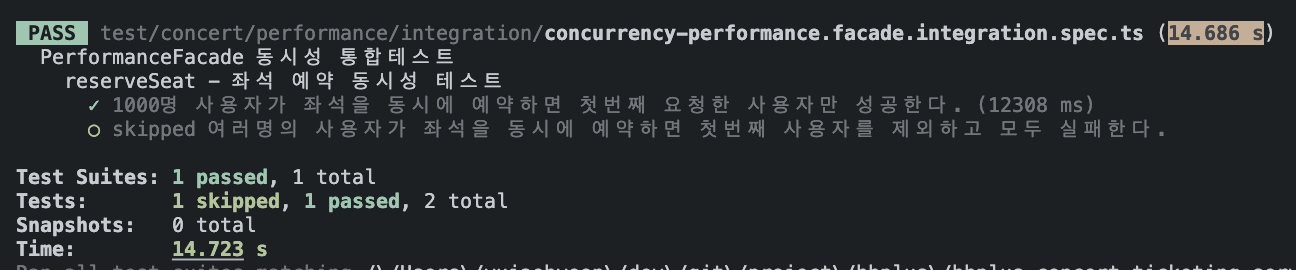 PASS test/concert/performance/integration/concurrency-performance.facade.integration.spec.ts (14.686 s)
PerformanceFacade 동시성 통합테스트
reserveSeat – 좌석 예약 동시성 테스트
✓ 1000명 사용자가 좌석을 동시에 예약하면 첫번째 요청한 사용자만 성공한다. (12308 ms)
○ skipped 여러명의 사용자가 좌석을 동시에 예약하면 첫번째 사용자를 제외하고 모두 실패한다.
Test Suites: 1 passed, 1 total
Tests: 1 skipped, 1 passed, 2 total
Snapshots: 0 total
Time: 14.723 s